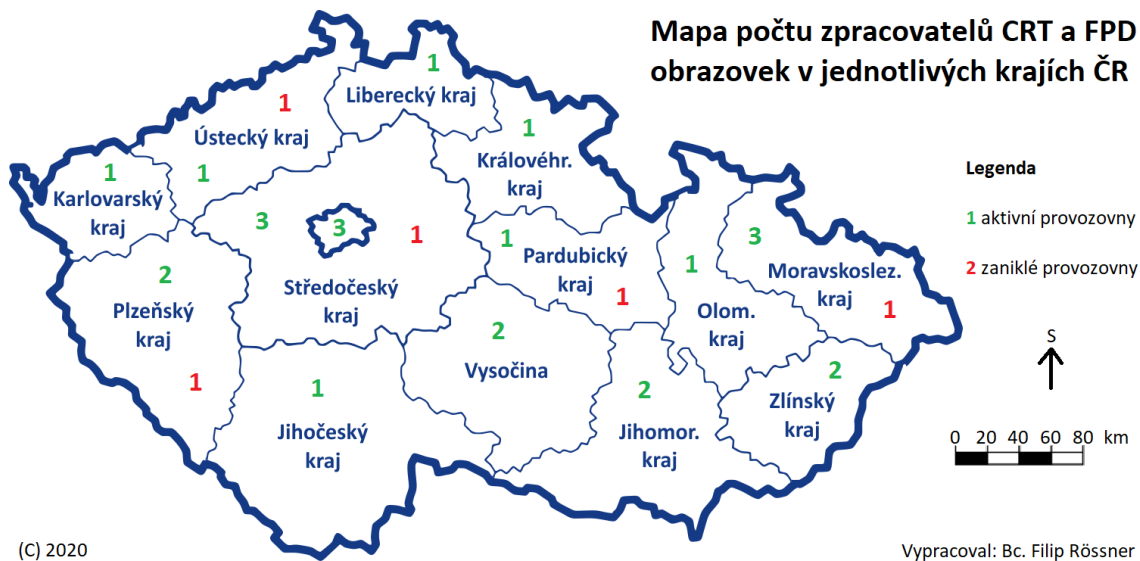 Mapa počtu zpracovatelů CRT a FPD
obrazovek v jednotlivých krajích ČR
1
Liberecký kraj
1
Ústecký kraj
1
1
Královéhr.
kraj
1
Karlovarský
kraj
3
3
1
Středočeský
kraj
1
Pardubický
kraj
1
2
Plzeňský
kraj
1
1
Olom.
kraj
3
Moravskoslez.
kraj
1
2
Vysočina
1
Jihočeský
kraj
2
Jihomor.
kraj
2
Zlínský
kraj
Legenda
1 aktivní provozovny
2 zaniklé provozovny
S
0 20 40 60 80 km
(C) 2020
Vypracoval: Bc. Filip Rössner